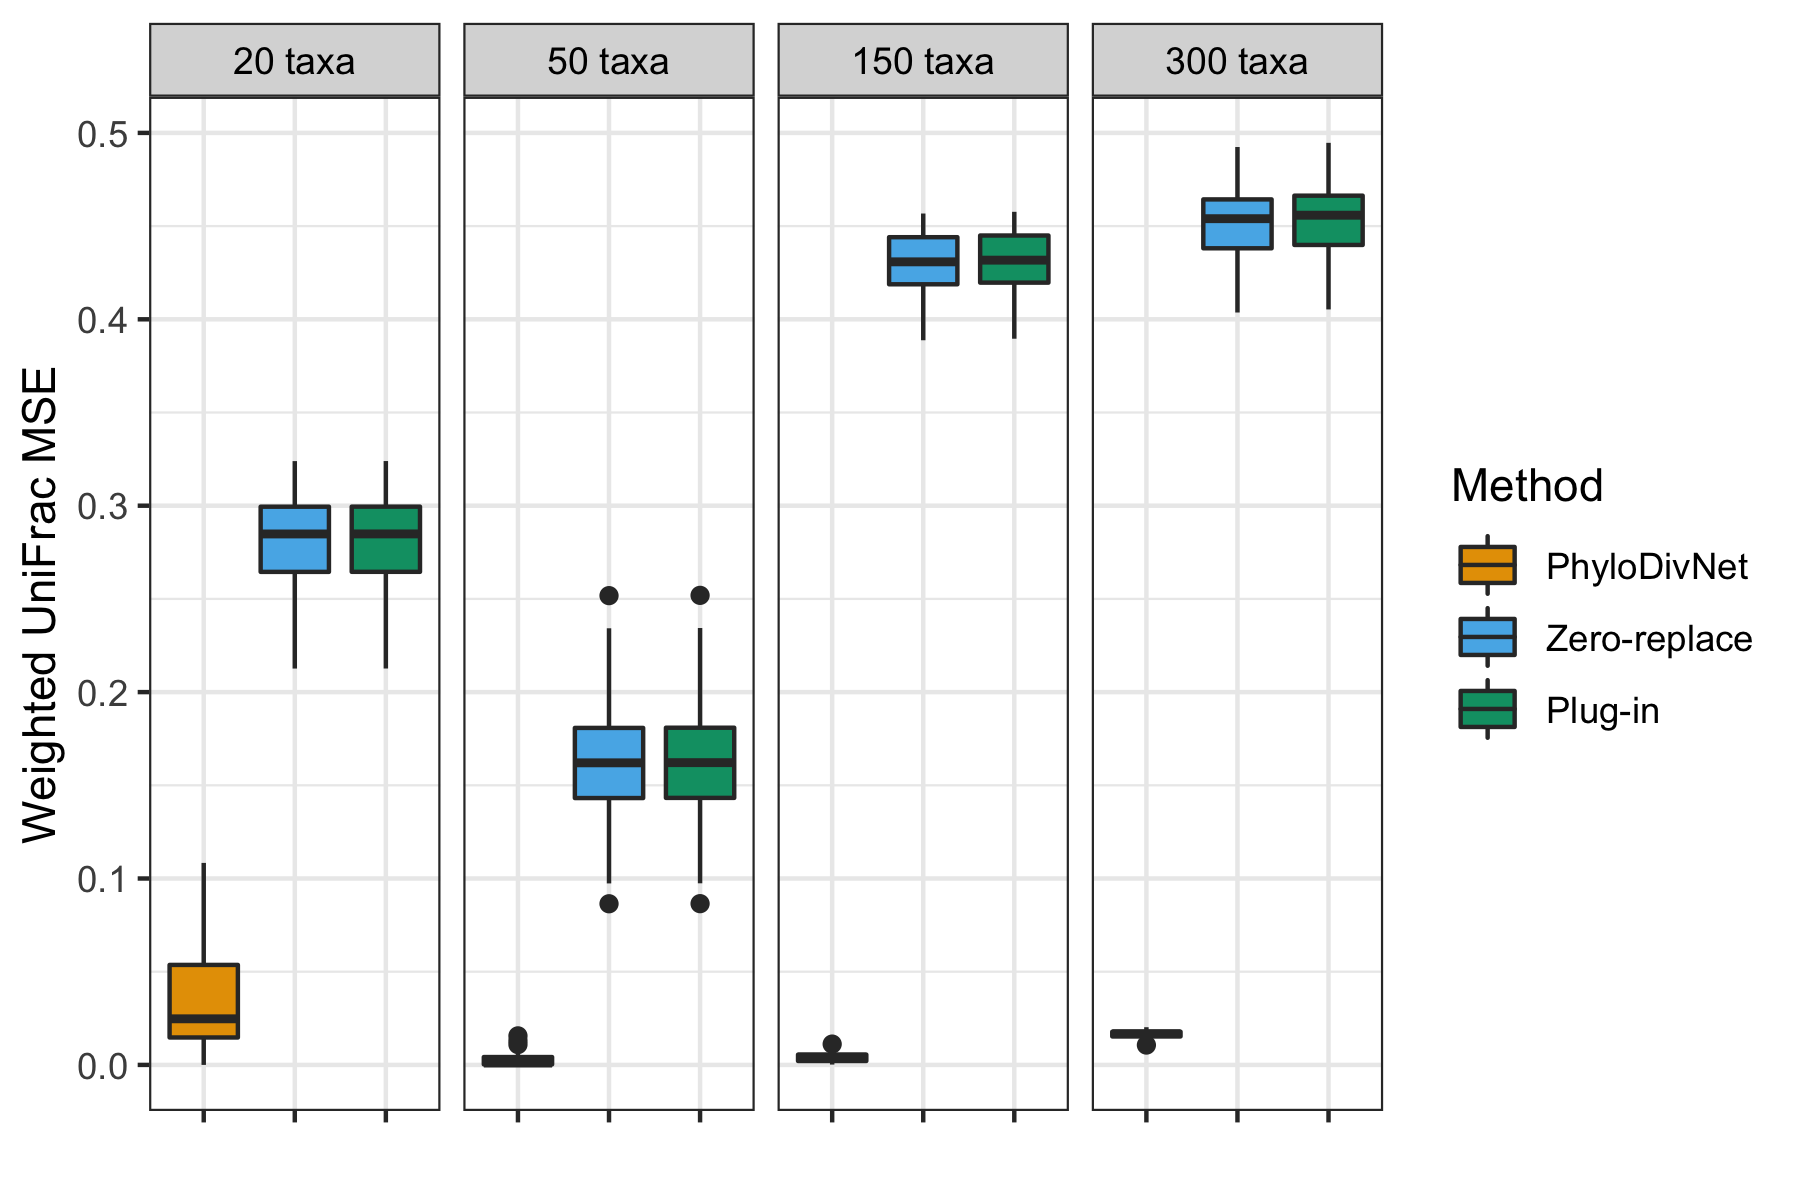 20 taxa
50 taxa
150 taxa
300 taxa
Weighted UniFrac MSE
0.5
0.4
0.3
0.2
0.1
0.0
Method
PhyloDivNet
Zero-replace
Plug-in